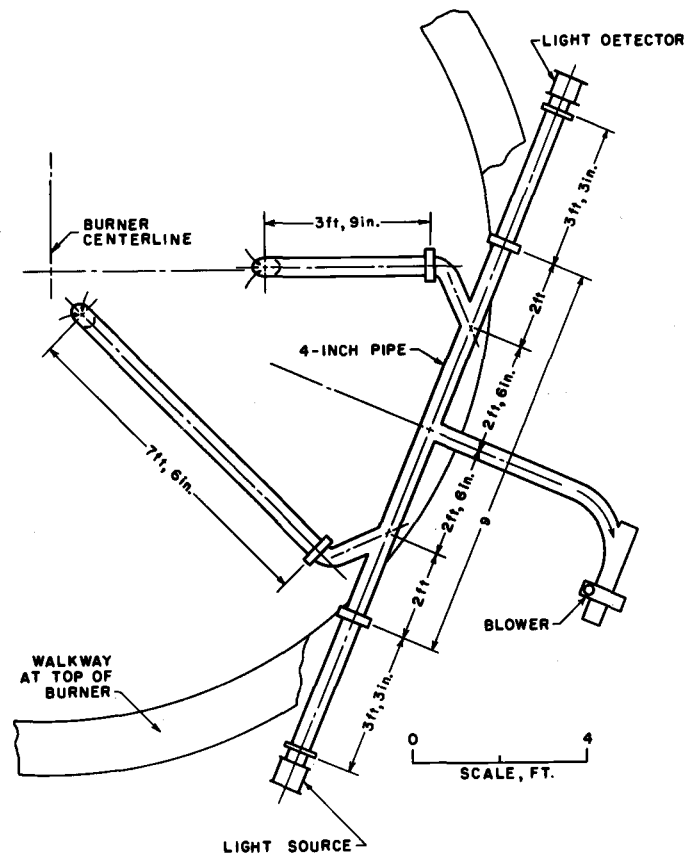 LIGHT DETECTOR
3ft, 3in.
BURNER
CENTERLINE
3ft, 9in.
2ft
4-INCH PIPE
2ft, 6in.
7ft, 6in.
2ft, 6in.
9
2ft
BLOWER
WALKWAY
AT TOP OF
BURNER
3ft, 3in.
0 4
SCALE, FT.
LIGHT SOURCE